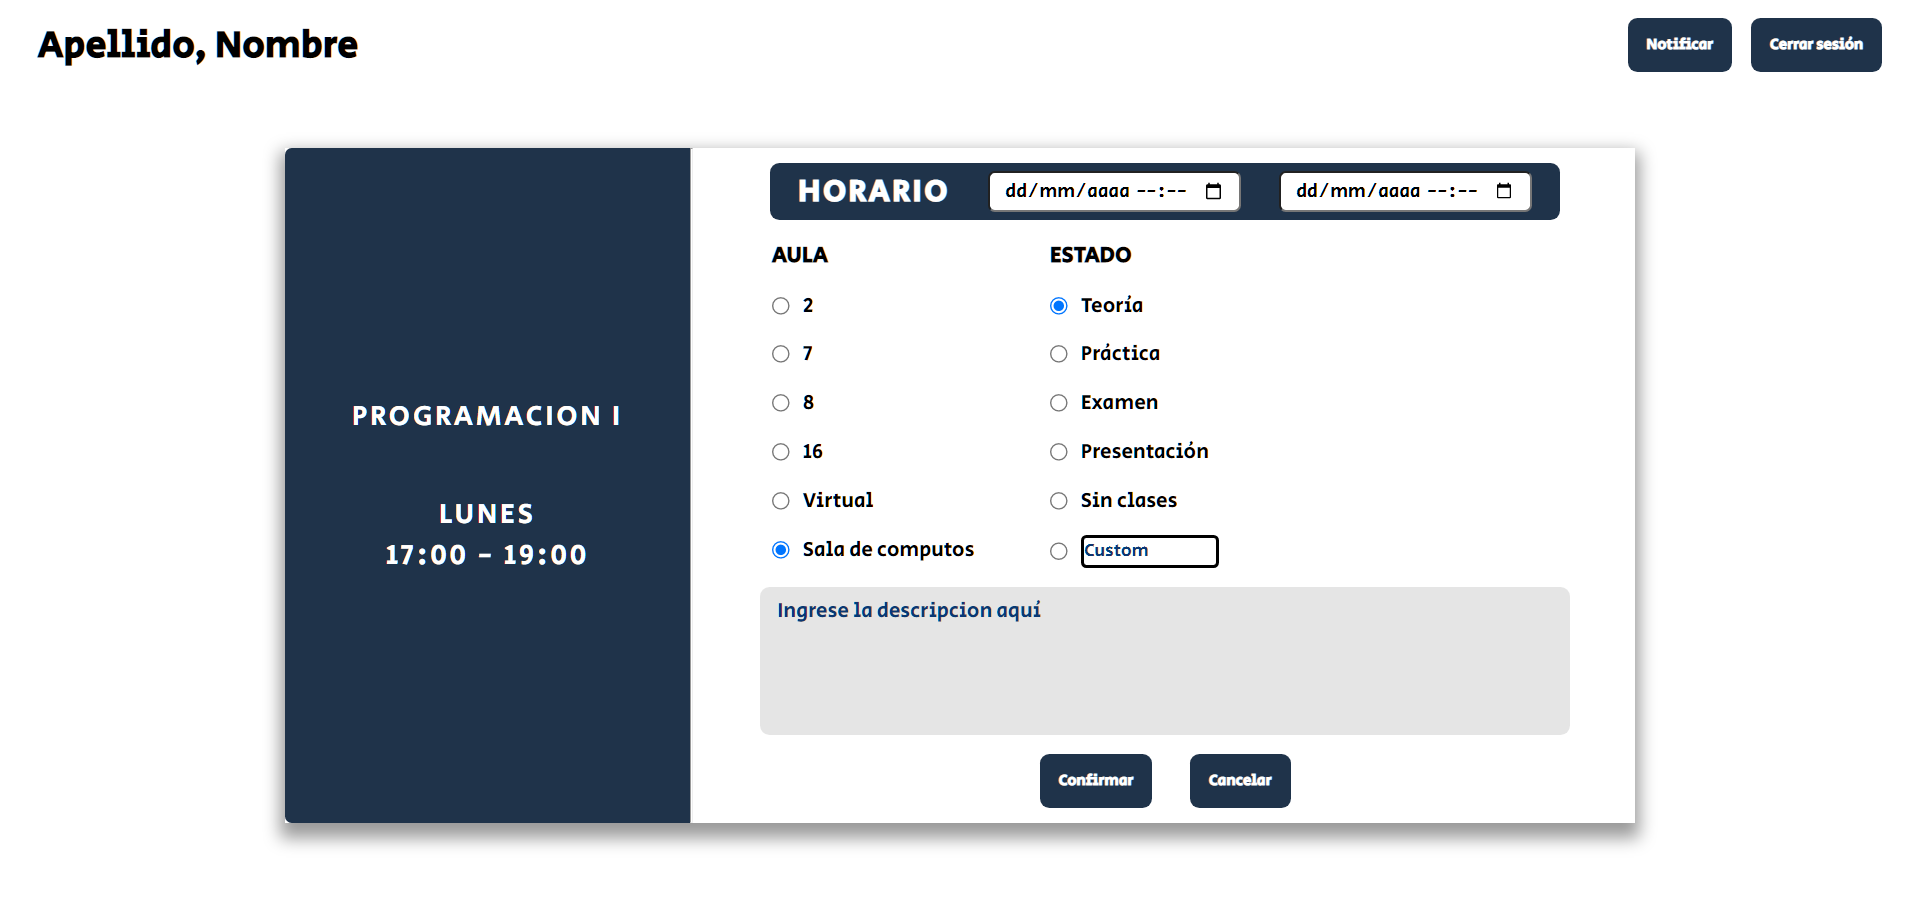 Apellido, Nombre
Notificar
Cerrar sesión
PROGRAMACION I
LUNES
17:00 - 19:00
HORARIO
dd/mm/aaaa --:--
dd/mm/aaaa --:--
AULA
2
7
8
16
Virtual
Sala de computos
ESTADO
Teoría
Práctica
Examen
Presentación
Sin clases
Custom
Ingrese la descripcion aquí
Confirmar
Cancelar